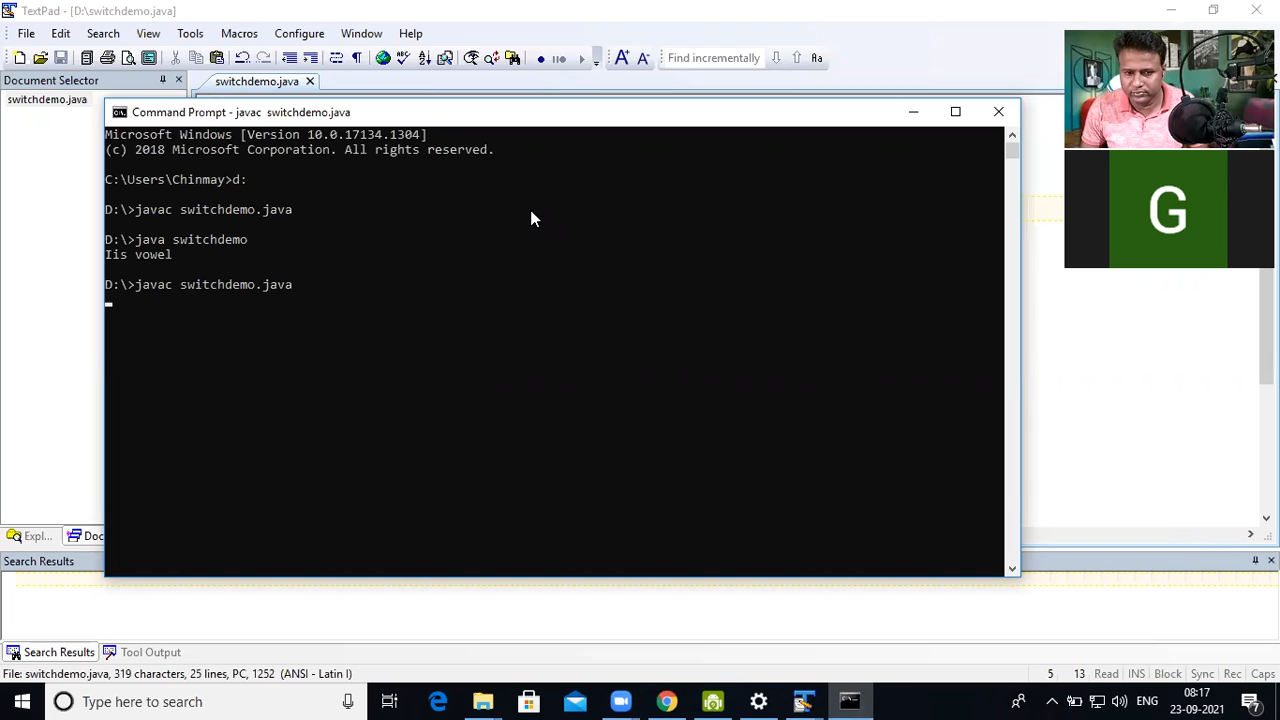 TextPad - [D:\switchdemo.java]
File Edit Search View Tools Macros Configure Window Help
Find incrementally Aa
Document Selector
switchdemo.java
switchdemo.java
Command Prompt - javac  switchdemo.java
Microsoft Windows [Version 10.0.17134.1304]
(c) 2018 Microsoft Corporation. All rights reserved.
C:\Users\Chinmay>d:
D:\>javac switchdemo.java
D:\>java switchdemo
Iis vowel
D:\>javac switchdemo.java
G
Expl... Doc
Search Results
Search Results Tool Output
File: switchdemo.java, 319 characters, 25 lines, PC, 1252 (ANSI - Latin I) 5 13 Read INS Block Sync Rec Caps
Type here to search
ENG 08:17
23-09-2021 7